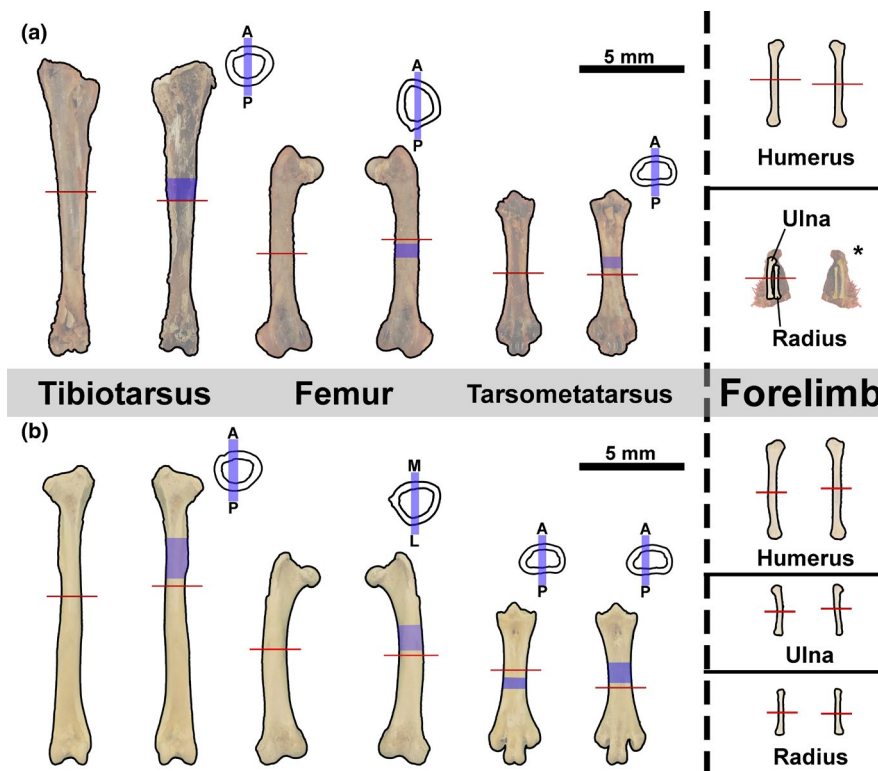 (a)
A
P
A
P
5 mm
A
P
Humerus
Ulna
*
Radius
Tibiotarsus
Femur
Tarsometatarsus
Forelimb
(b)
A
P
M
L
5 mm
A
P
A
P
Humerus
Ulna
Radius